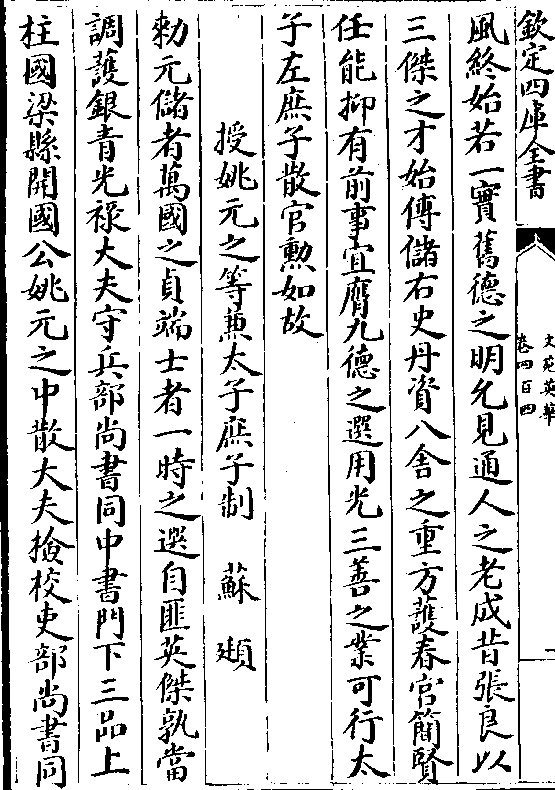 欽定四庫全書
文苑英華
卷四百四
一
風終始若一實舊德之明允見通人之老成昔張良以
三傑之才始傅儲右史丹資八舍之重方護春宮簡賢
任能抑有前事宜膺九德之選用光三善之業可行太
子左庶子散官勲如故
授姚元之等兼太子庶子制 蘇 頲
勅元儲者萬國之貞端士者一時之選自匪英傑孰當
調護銀青光祿大夫守兵部尚書同中書門下三品上
柱國梁縣開國公姚元之中散大夫檢校吏部尚書同